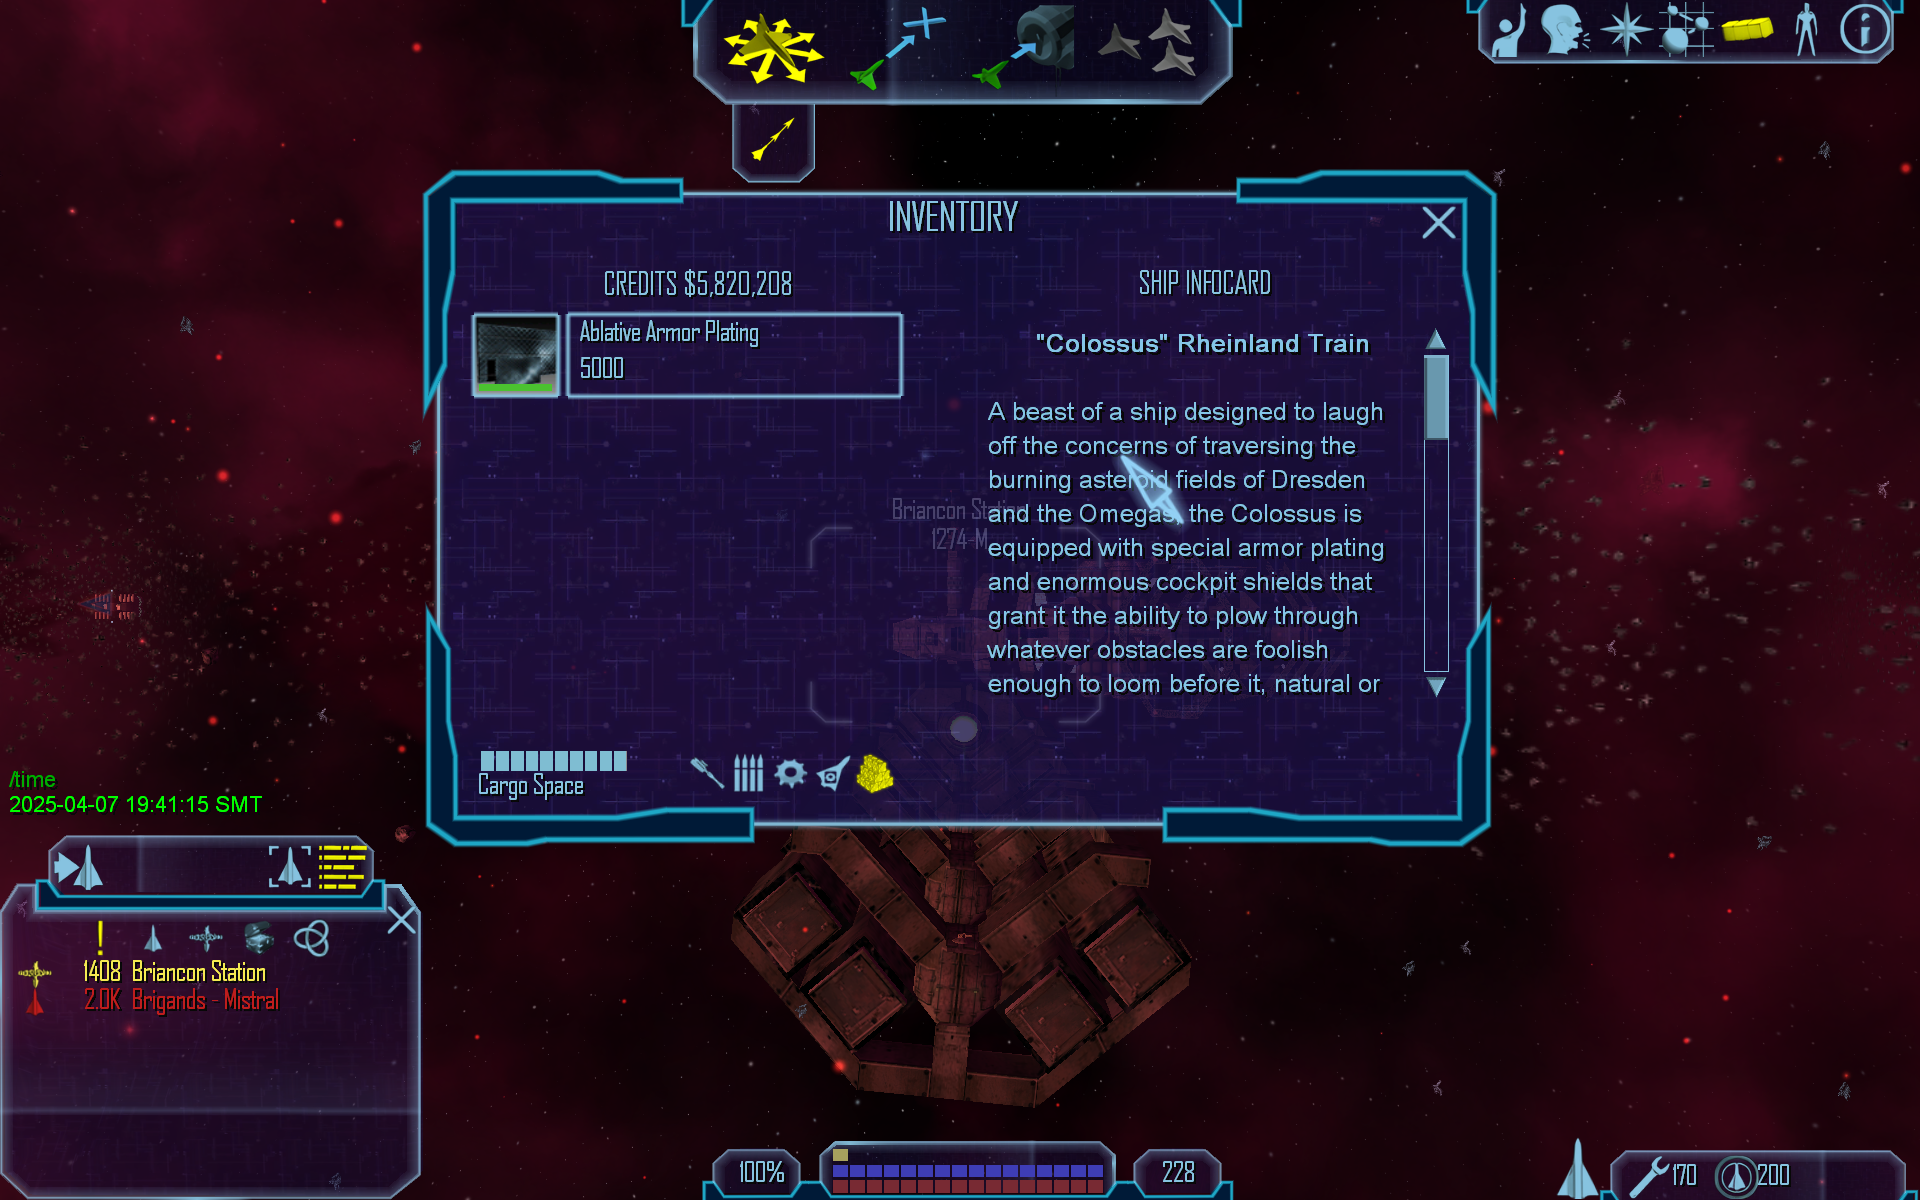 INVENTORY
CREDITS $5,820,208
Ablative Armor Plating
5000
SHIP INFOCARD
"Colossus" Rheinland Train
A beast of a ship designed to laugh
off the concerns of traversing the
burning asteroid fields of Dresden
and the Omegas, the Colossus is
equipped with special armor plating
and enormous cockpit shields that
grant it the ability to plow through
whatever obstacles are foolish
enough to loom before it, natural or
Briancon Station
1274-M
Cargo Space
/time
2025-04-07 19:41:15 SMT
1408 Briancon Station
2.0K Brigands - Mistral
100%
228
170
200